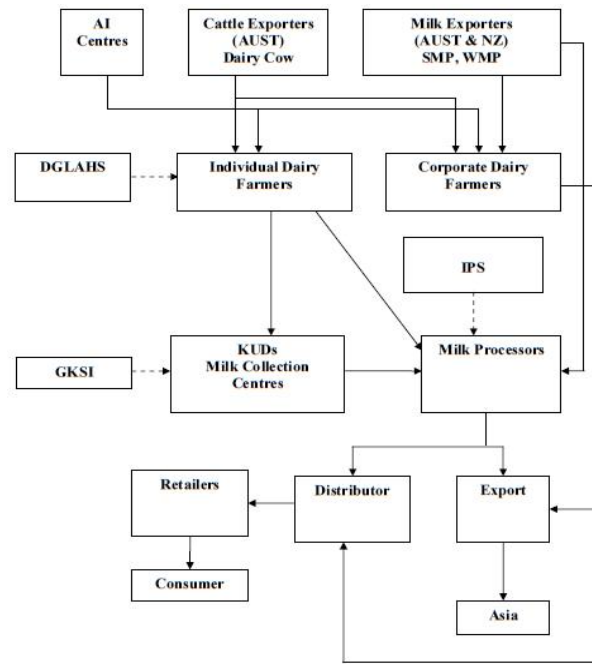 AI
Centres
Cattle Exporters
(AUST)
Dairy Cow
Milk Exporters
(AUST & NZ)
SMP, WMP
DGLAHS
Individual Dairy
Farmers
Corporate Dairy
Farmers
IPS
GKSI
KUDs
Milk Collection
Centres
Milk Processors
Retailers
Distributor
Export
Consumer
Asia